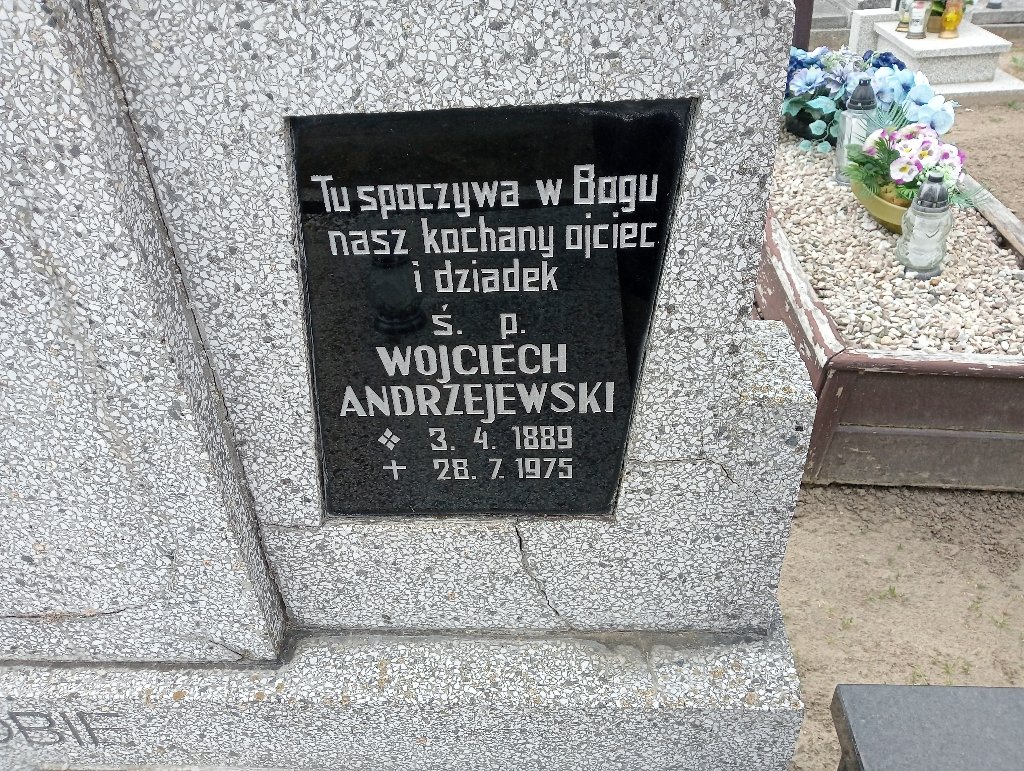 Tu spoczywa w Bogu
nasz kochany ojciec
i dziadek
ś. p.
WOJCIECH
ANDRZEJEWSKI
3. 4. 1889
+ 28. 7. 1975